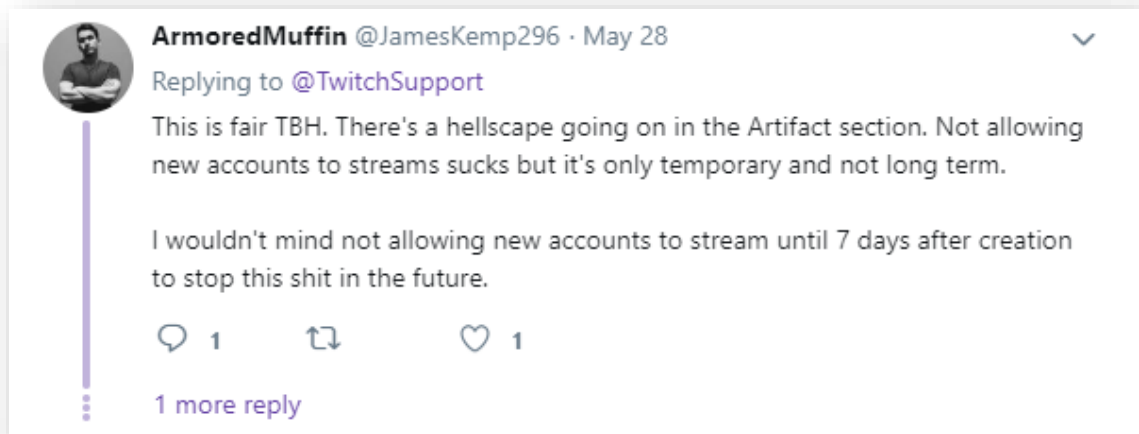 ArmoredMuffin @JamesKemp296 · May 28
Replying to @TwitchSupport
This is fair TBH. There's a hellscape going on in the Artifact section. Not allowing
new accounts to streams sucks but it's only temporary and not long term.
I wouldn't mind not allowing new accounts to stream until 7 days after creation
to stop this shit in the future.
1 1
1 more reply